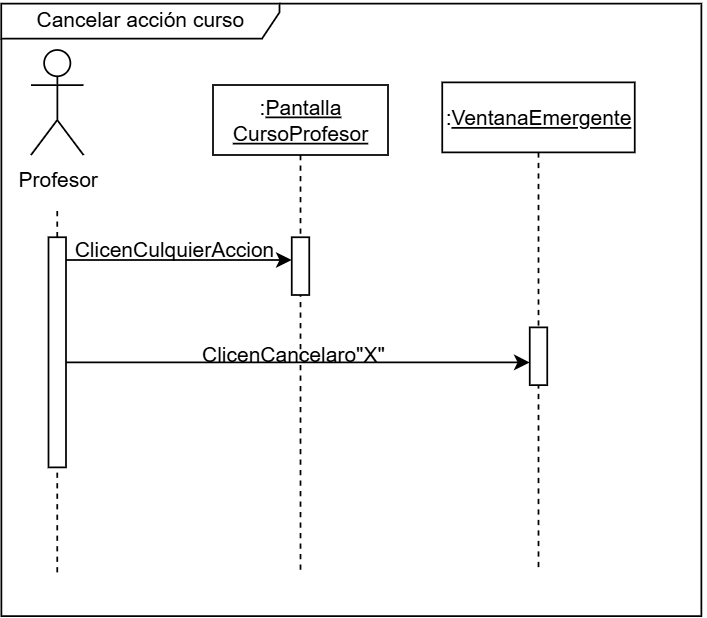 Cancelar acción curso
:Pantalla
CursoProfesor
:VentanaEmergente
Profesor
ClicenCulquierAccion
ClicenCancelaro"X"